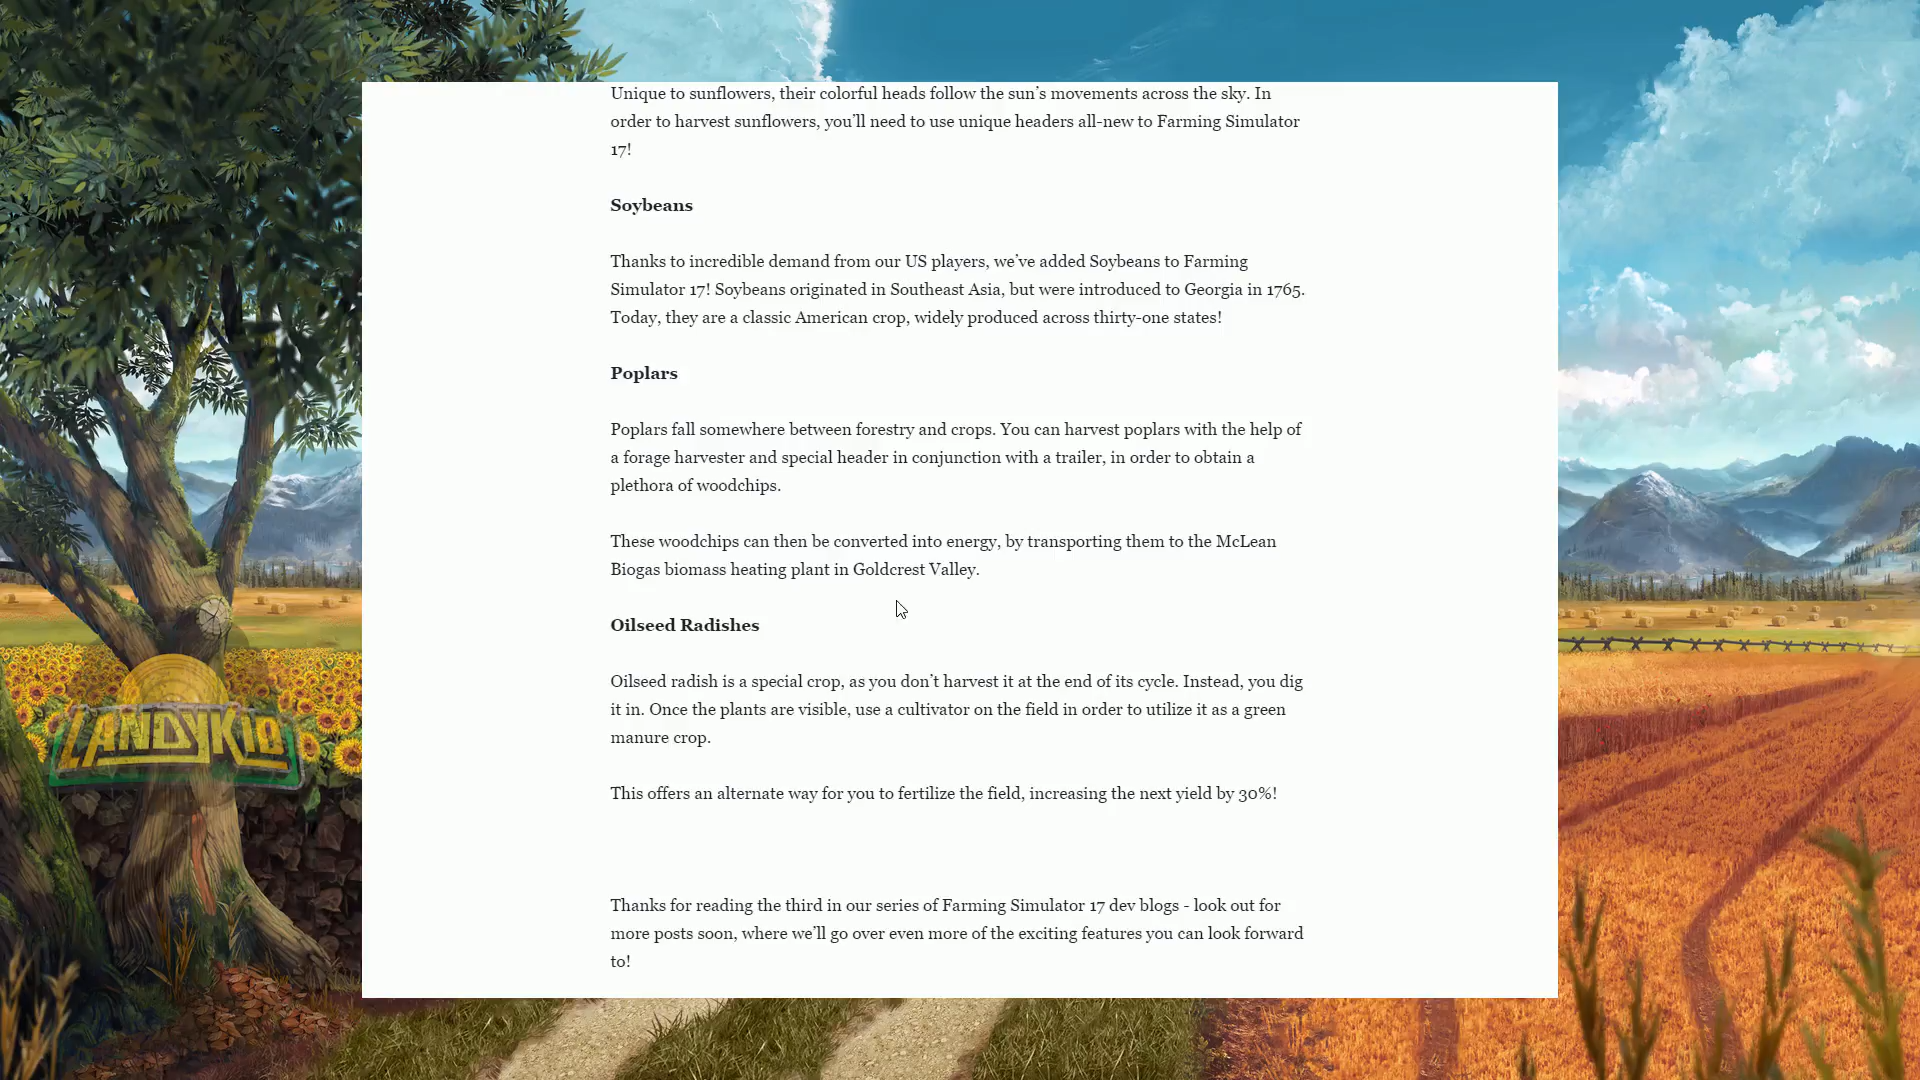 Unique to sunflowers, their colorful heads follow the sun’s movements across the sky. In
order to harvest sunflowers, you’ll need to use unique headers all-new to Farming Simulator
17!
Soybeans
Thanks to incredible demand from our US players, we’ve added Soybeans to Farming
Simulator 17! Soybeans originated in Southeast Asia, but were introduced to Georgia in 1765.
Today, they are a classic American crop, widely produced across thirty-one states!
Poplars
Poplars fall somewhere between forestry and crops. You can harvest poplars with the help of
a forage harvester and special header in conjunction with a trailer, in order to obtain a
plethora of woodchips.
These woodchips can then be converted into energy, by transporting them to the McLean
Biogas biomass heating plant in Goldcrest Valley.
Oilseed Radishes
Oilseed radish is a special crop, as you don’t harvest it at the end of its cycle. Instead, you dig
it in. Once the plants are visible, use a cultivator on the field in order to utilize it as a green
manure crop.
LANDYKID
This offers an alternate way for you to fertilize the field, increasing the next yield by 30%!
Thanks for reading the third in our series of Farming Simulator 17 dev blogs - look out for
more posts soon, where we’ll go over even more of the exciting features you can look forward
to!